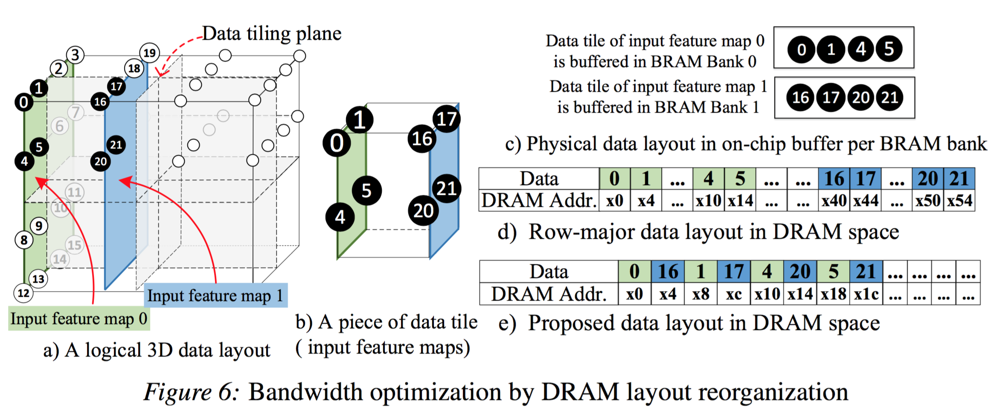 Data tiling plane
3
19
2
18
1
17
0
16
7
6
5
21
4
20
11
10
9
8
15
14
13
12
Input feature map 1
Input feature map 0
a) A logical 3D data layout
1
17
0
16
5
21
4
20
b) A piece of data tile
( input feature maps)
Data tile of input feature map 0
is buffered in BRAM Bank 0
0 1 4 5
Data tile of input feature map 1
is buffered in BRAM Bank 1
16 17 20 21
c) Physical data layout in on-chip buffer per BRAM bank
Data 0 1 ... 4 5 ... ... 16 17 ... 20 21
DRAM Addr. x0 x4 ... x10 x14 ... ... x40 x44 ... x50 x54
d) Row-major data layout in DRAM space
Data 0 16 1 17 4 20 5 21 ... ... ... ...
DRAM Addr. x0 x4 x8 xc x10 x14 x18 x1c ... ... ... ...
e) Proposed data layout in DRAM space
Figure 6: Bandwidth optimization by DRAM layout reorganization